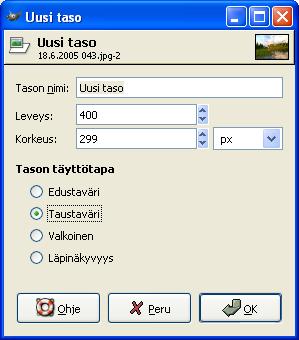 Uusi taso
Uusi taso
18.6.2005 043.jpg-2
Tason nimi: Uusi taso
Leveys: 400
Korkeus: 299 px
Tason täyttötapa
Edustaväri
Taustaväri
Valkoinen
Läpinäkyvyys
Ohje Peru OK